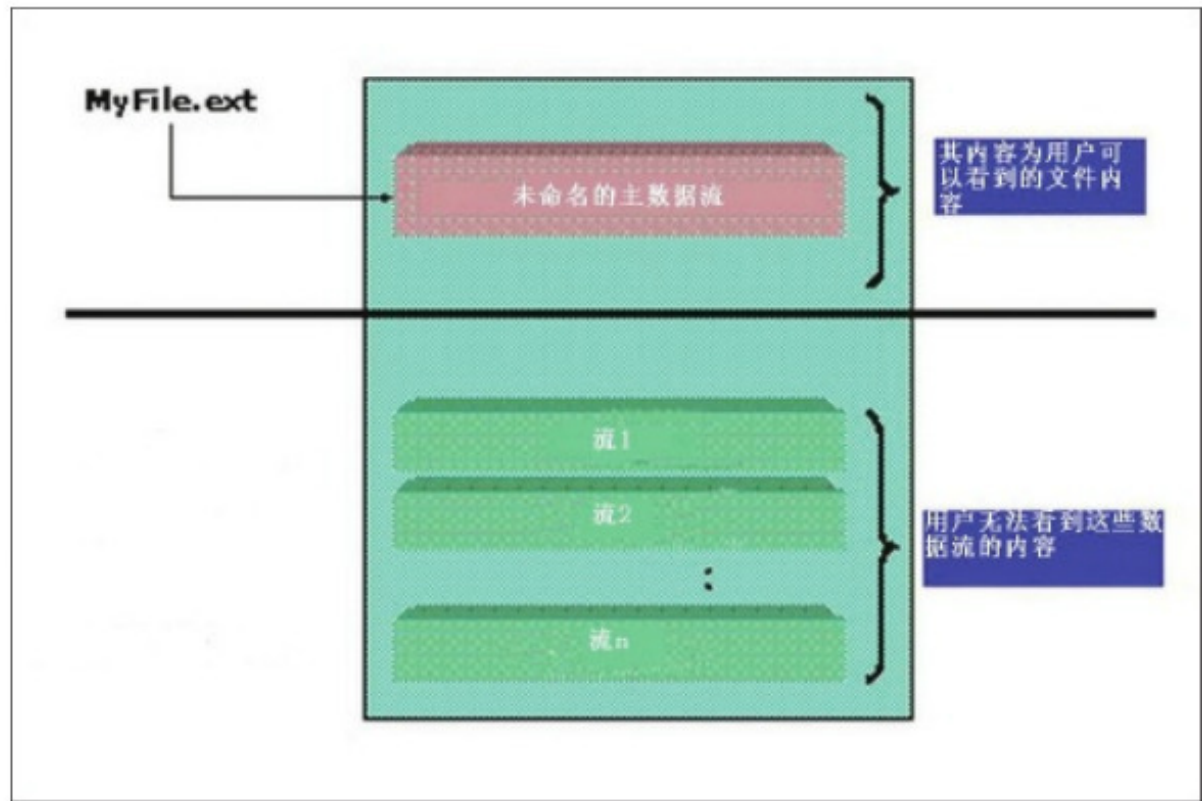 MyFile.ext
未命名的主数据流
其内容为用户可
以看到的文件内
容
流1
流2
:
流n
用户无法看到这些数
据流的内容